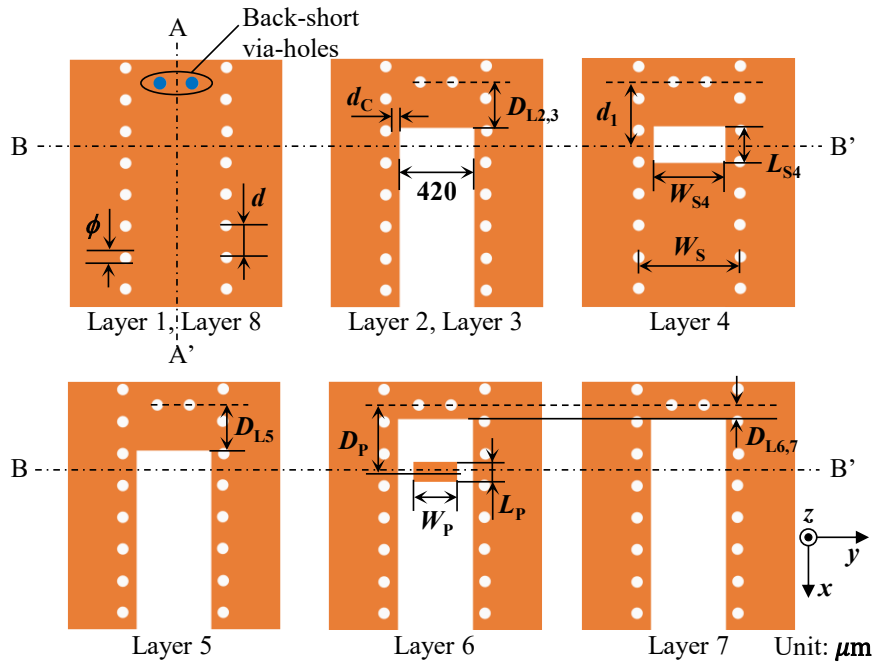 A
Back-short
via-holes
B
B'
ϕ
d
d_C
D_L2,3
420
d_1
L_S4
W_S4
W_S
Layer 1, Layer 8
Layer 2, Layer 3
Layer 4
A'
B
B'
D_L5
D_P
W_P
L_P
D_L6,7
z
y
x
Layer 5
Layer 6
Layer 7
Unit: μm